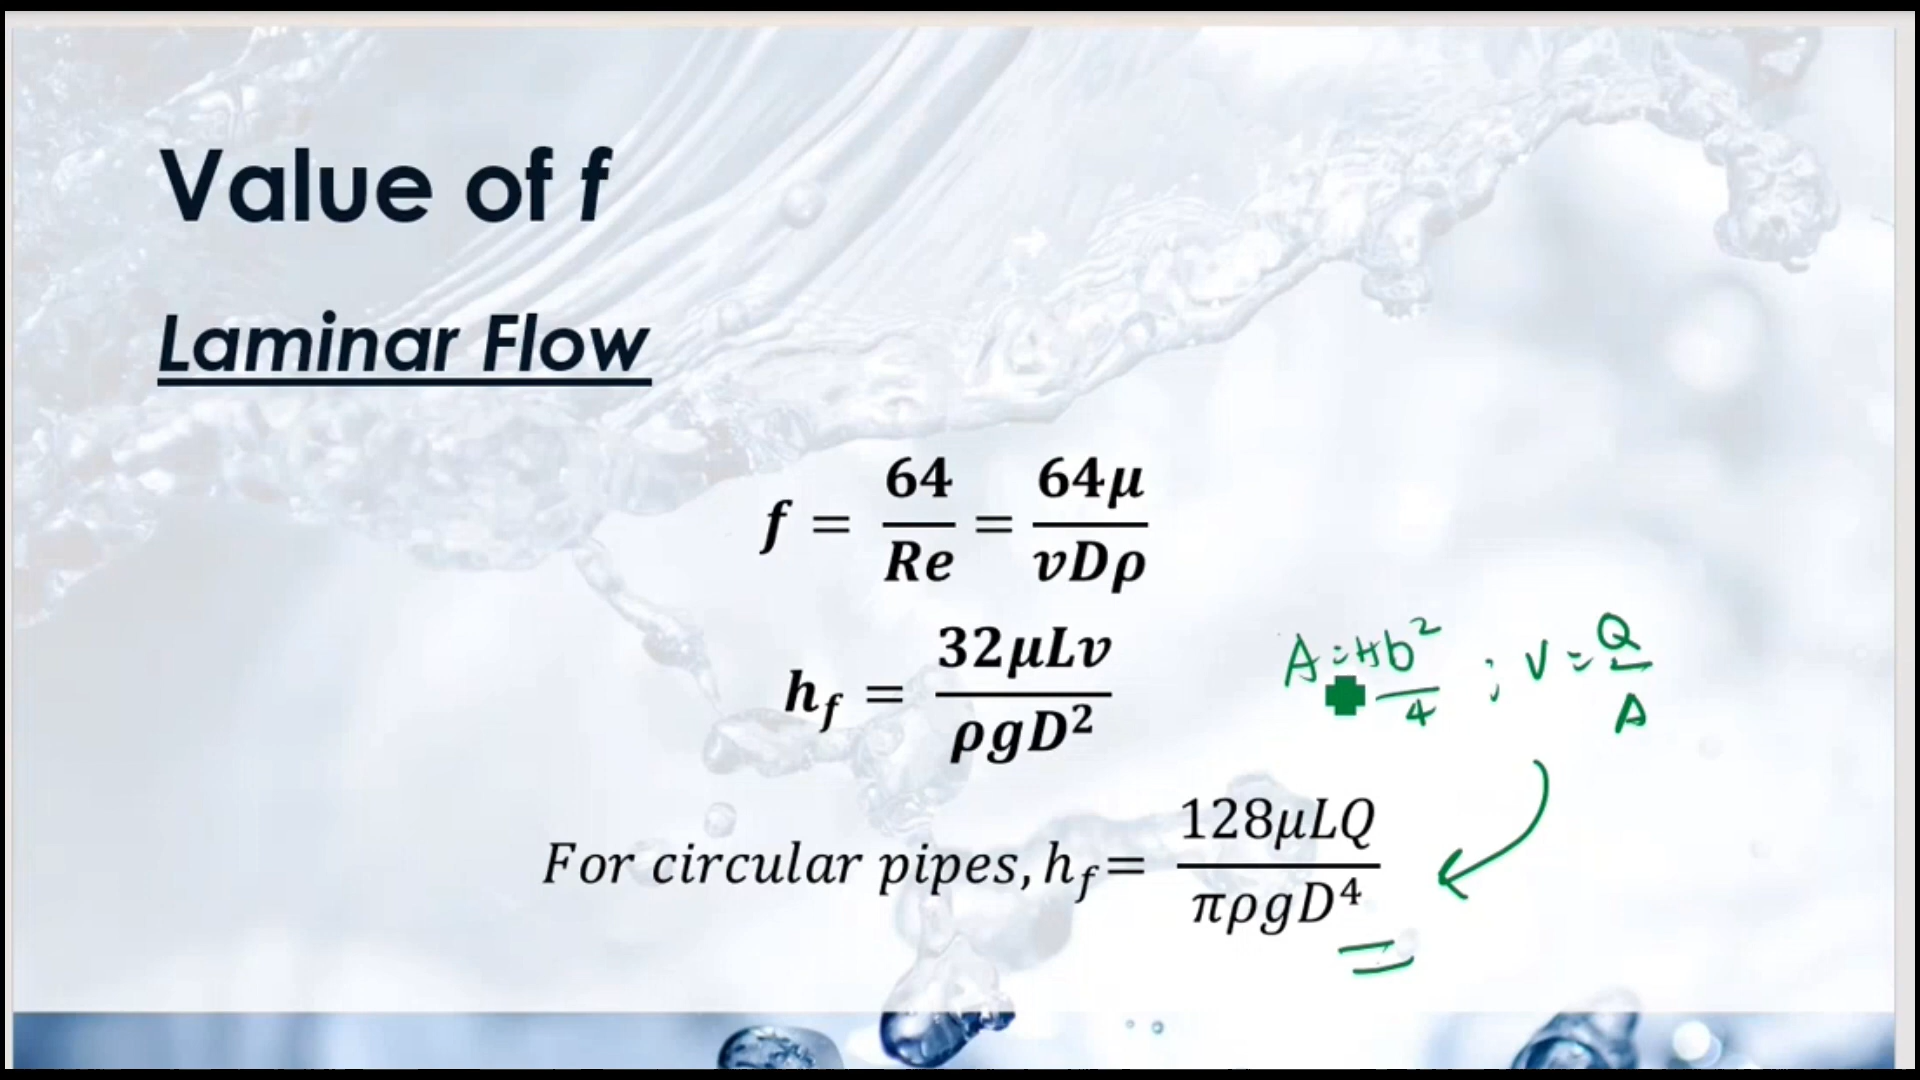 Value of f
Laminar Flow
f = 64/Re = 64μ/vDρ
h_f = 32μLv/ρgD²
A = πD²/4 ; V = Q/A
For circular pipes, h_f = 128μLQ/πρgD⁴